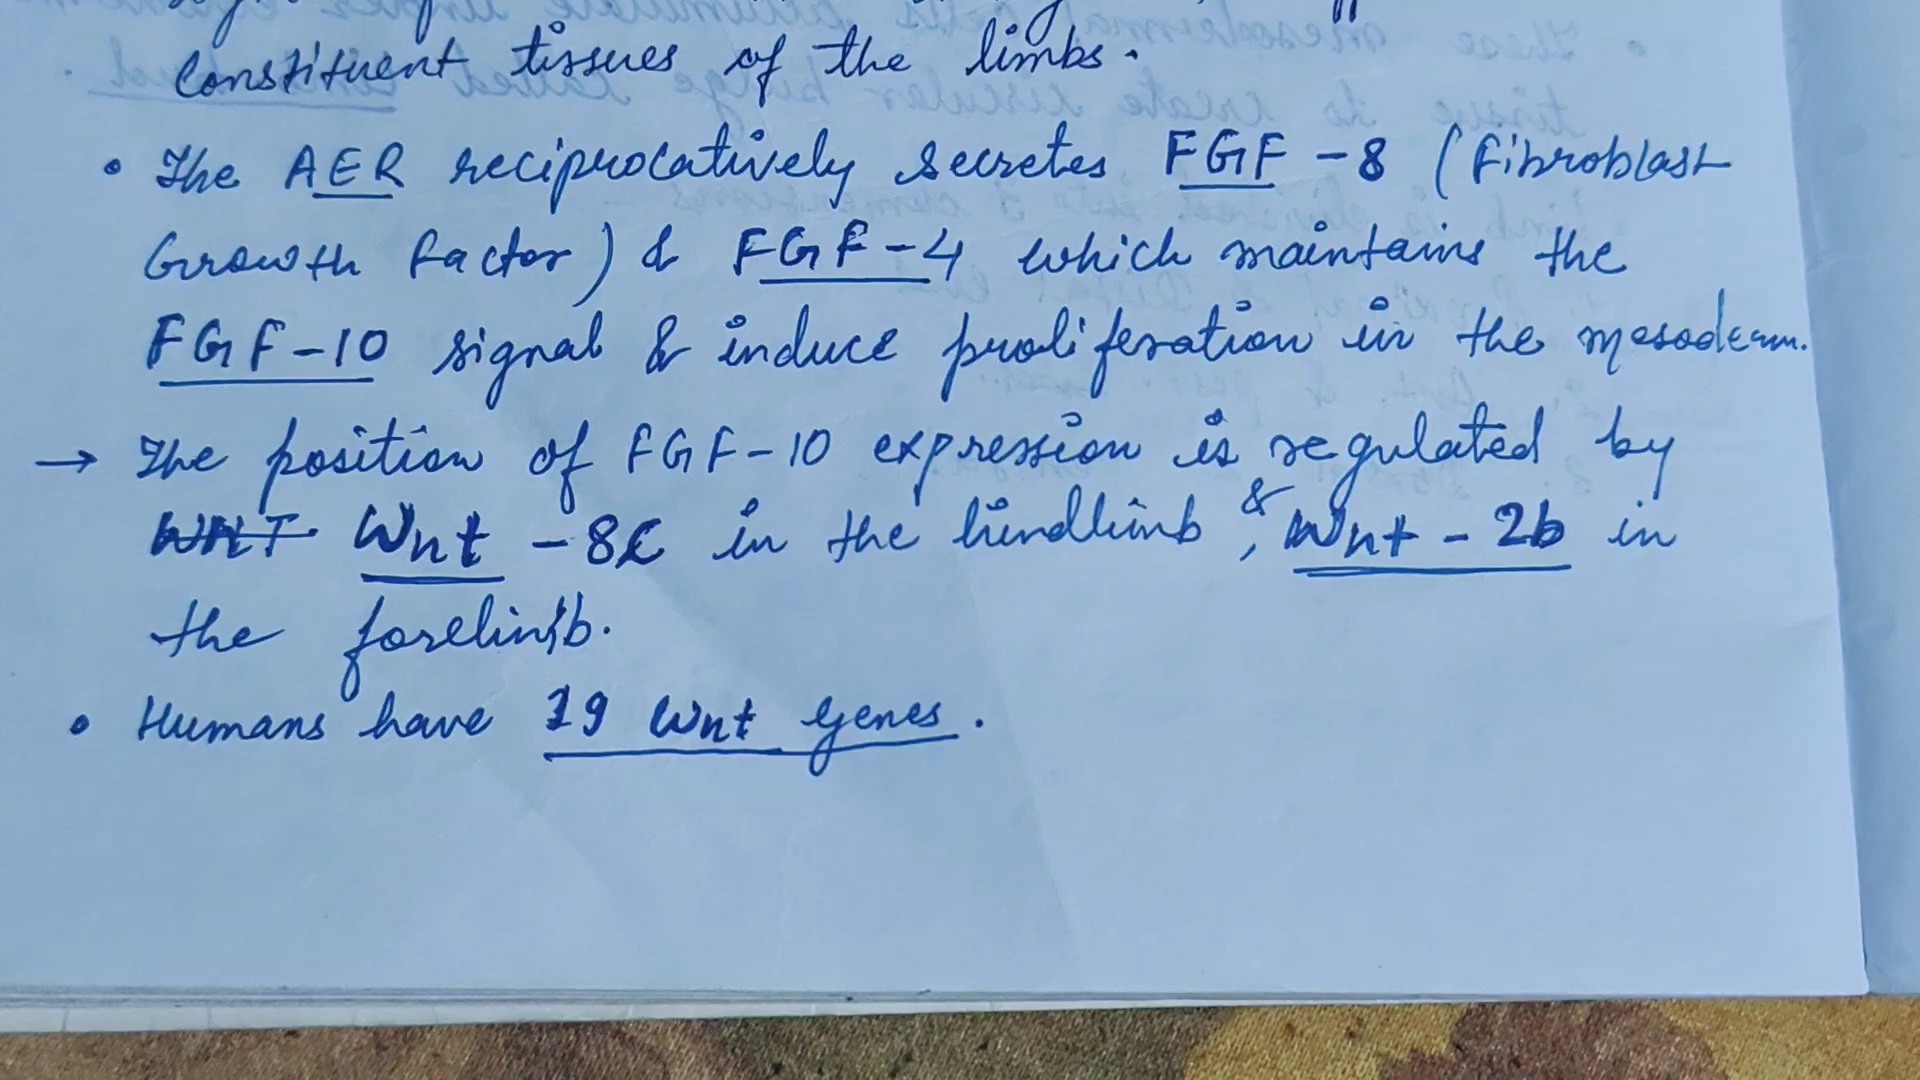 constituent tissues of the limbs.
• The AER reciprocatively secretes FGF-8 (Fibroblast
Growth factor) & FGF-4 which maintains the
FGF-10 signal & induce proliferation in the mesoderm.
→ The position of FGF-10 expression is regulated by
WNT Wnt-8c in the hindlimb, & Wnt-2b in
the forelimb.
• Humans have 19 Wnt genes.